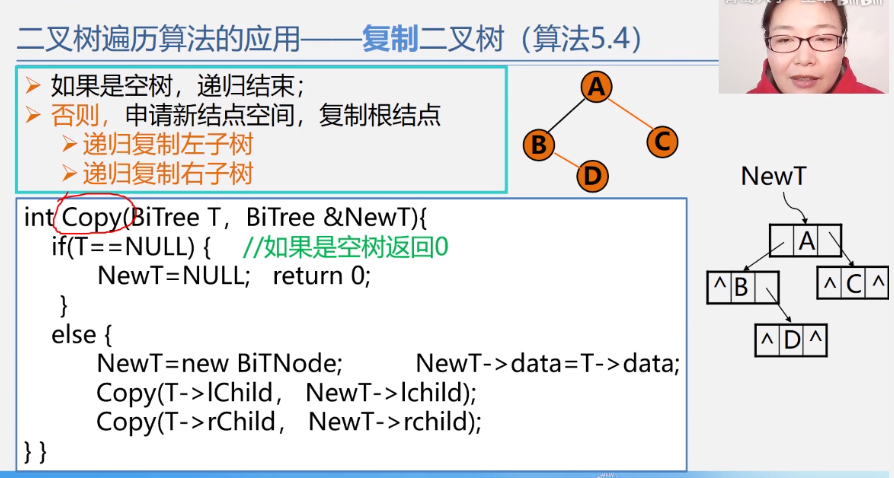 二叉树遍历算法的应用——复制二叉树（算法5.4）
如果是空树，递归结束；
否则，申请新结点空间，复制根结点
递归复制左子树
递归复制右子树
A
B
C
D
int Copy(BiTree T，BiTree &NewT){
if(T==NULL) { //如果是空树返回0
NewT=NULL; return 0;
}
else {
NewT=new BiTNode; NewT->data=T->data;
Copy(T->lChild， NewT->lchild);
Copy(T->rChild， NewT->rchild);
} }
NewT
A
^ B
^ C ^
^ D ^